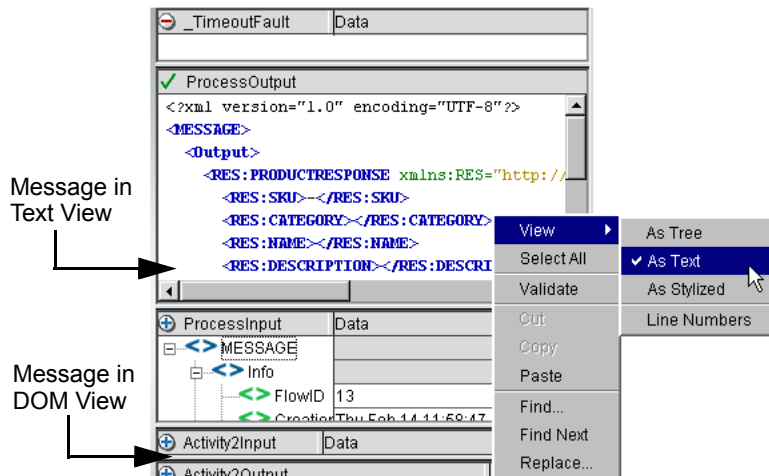 _TimeoutFault Data
ProcessOutput
<?xml version="1.0" encoding="UTF-8"?>
<MESSAGE>
<Output>
<RES:PRODUCTRESPONSE xmlns:RES="http://
<RES:SKU>-</RES:SKU>
<RES:CATEGORY></RES:CATEGORY>
<RES:NAME></RES:NAME>
<RES:DESCRIPTION></RES:DESCRI
Message in
Text View
View
Select All
Validate
Cut
Copy
Paste
Find...
Find Next
Replace...
As Tree
As Text
As Stylized
Line Numbers
ProcessInput Data
MESSAGE
Info
FlowID 13
Creation Thu Feb 14 11:58:47
Message in
DOM View
Activity2Input Data
Activity2Output